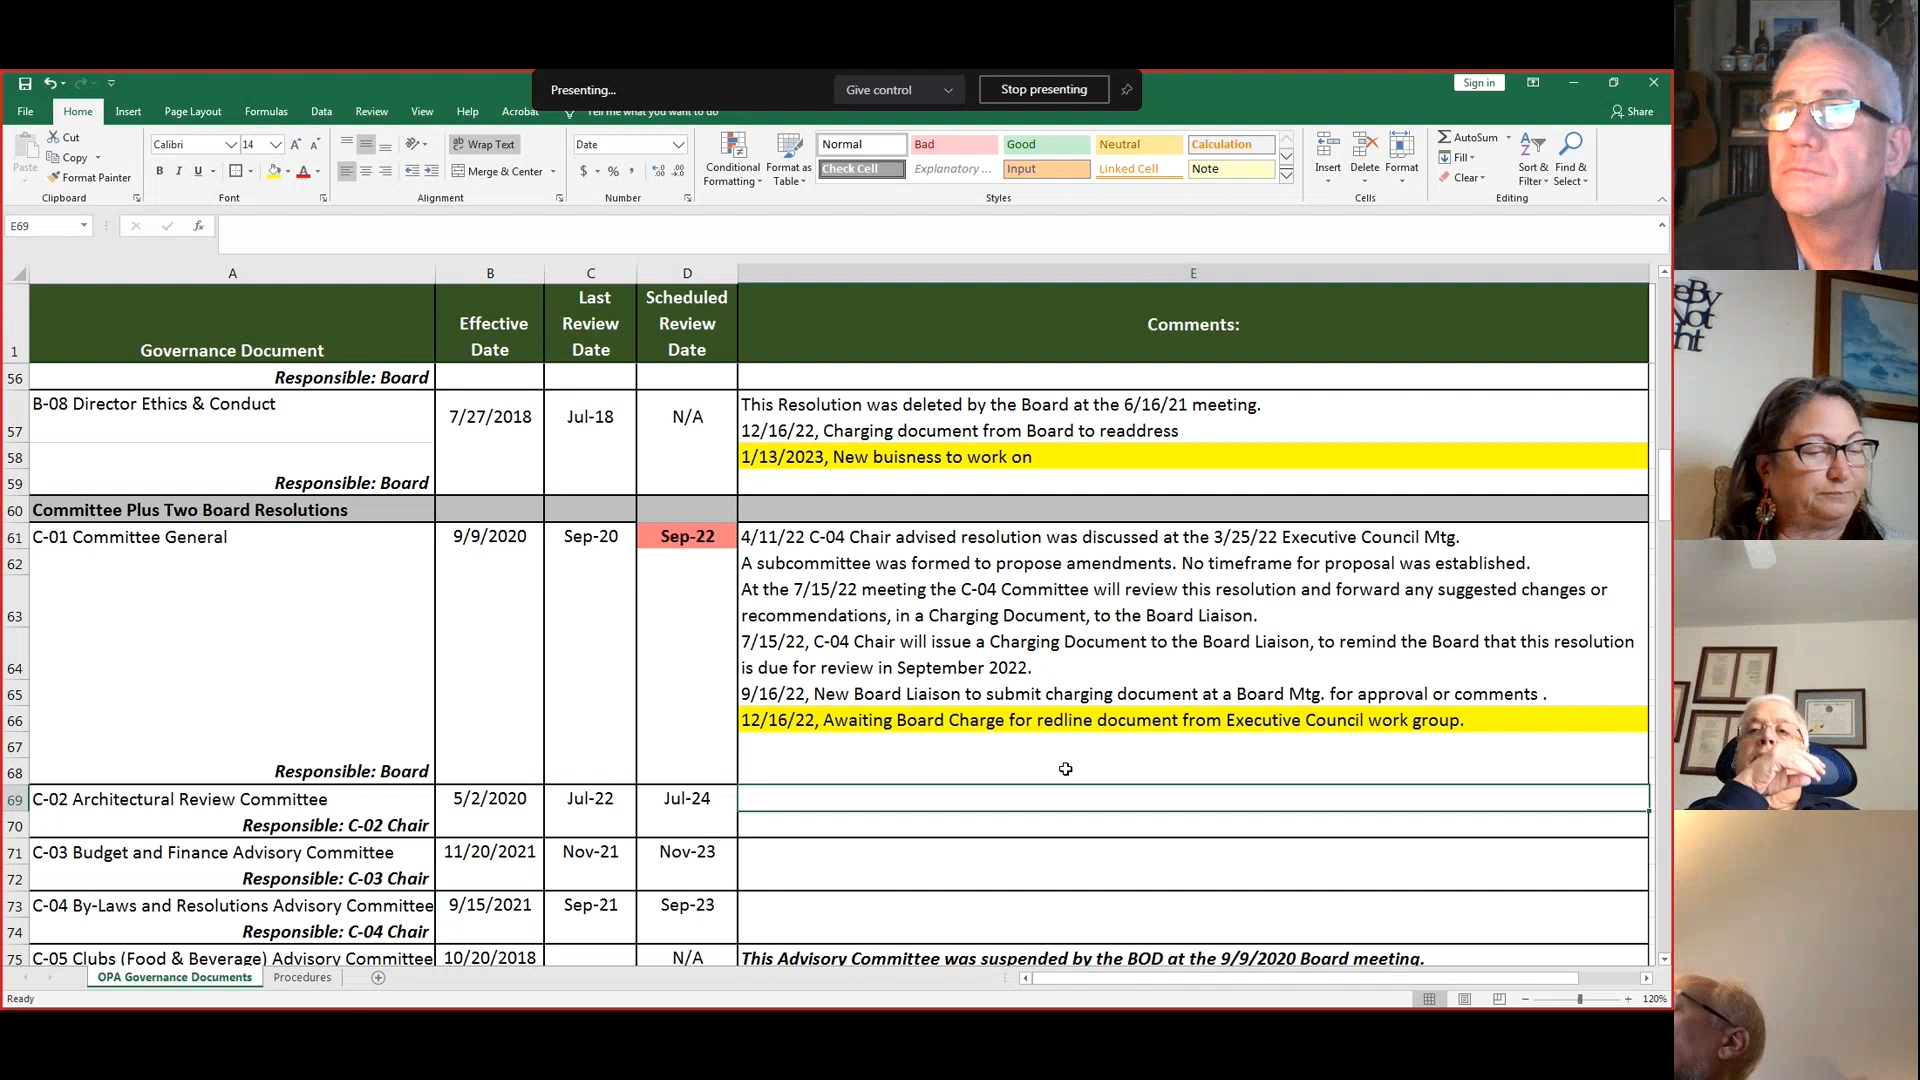 Presenting...
Give control
Stop presenting
Sign in
File Home Insert Page Layout Formulas Data Review View Help Acrobat Tell me what you want to do
Share
Paste
Cut
Copy
Format Painter
Clipboard
Calibri 14
B I U
Font
Wrap Text
Merge & Center
Alignment
Date
$ % ,
Number
Conditional Formatting
Format as Table
Normal Bad Good Neutral Calculation
Check Cell Explanatory ... Input Linked Cell Note
Styles
Insert Delete Format
Cells
AutoSum
Fill
Clear
Sort & Filter
Find & Select
Editing
E69
fx
A B C D E
1 Governance Document Effective Date Last Review Date Scheduled Review Date Comments:
56 Responsible: Board
57 B-08 Director Ethics & Conduct 7/27/2018 Jul-18 N/A This Resolution was deleted by the Board at the 6/16/21 meeting.
12/16/22, Charging document from Board to readdress
58 1/13/2023, New buisness to work on
59 Responsible: Board
60 Committee Plus Two Board Resolutions
61 C-01 Committee General 9/9/2020 Sep-20 Sep-22 4/11/22 C-04 Chair advised resolution was discussed at the 3/25/22 Executive Council Mtg.
62 A subcommittee was formed to propose amendments. No timeframe for proposal was established.
63 At the 7/15/22 meeting the C-04 Committee will review this resolution and forward any suggested changes or
recommendations, in a Charging Document, to the Board Liaison.
64 7/15/22, C-04 Chair will issue a Charging Document to the Board Liaison, to remind the Board that this resolution
is due for review in September 2022.
65 9/16/22, New Board Liaison to submit charging document at a Board Mtg. for approval or comments .
66 12/16/22, Awaiting Board Charge for redline document from Executive Council work group.
67
68 Responsible: Board
69 C-02 Architectural Review Committee 5/2/2020 Jul-22 Jul-24
70 Responsible: C-02 Chair
71 C-03 Budget and Finance Advisory Committee 11/20/2021 Nov-21 Nov-23
72 Responsible: C-03 Chair
73 C-04 By-Laws and Resolutions Advisory Committee 9/15/2021 Sep-21 Sep-23
74 Responsible: C-04 Chair
75 C-05 Clubs (Food & Beverage) Advisory Committee 10/20/2018 N/A This Advisory Committee was suspended by the BOD at the 9/9/2020 Board meeting.
OPA Governance Documents Procedures
Ready
120%